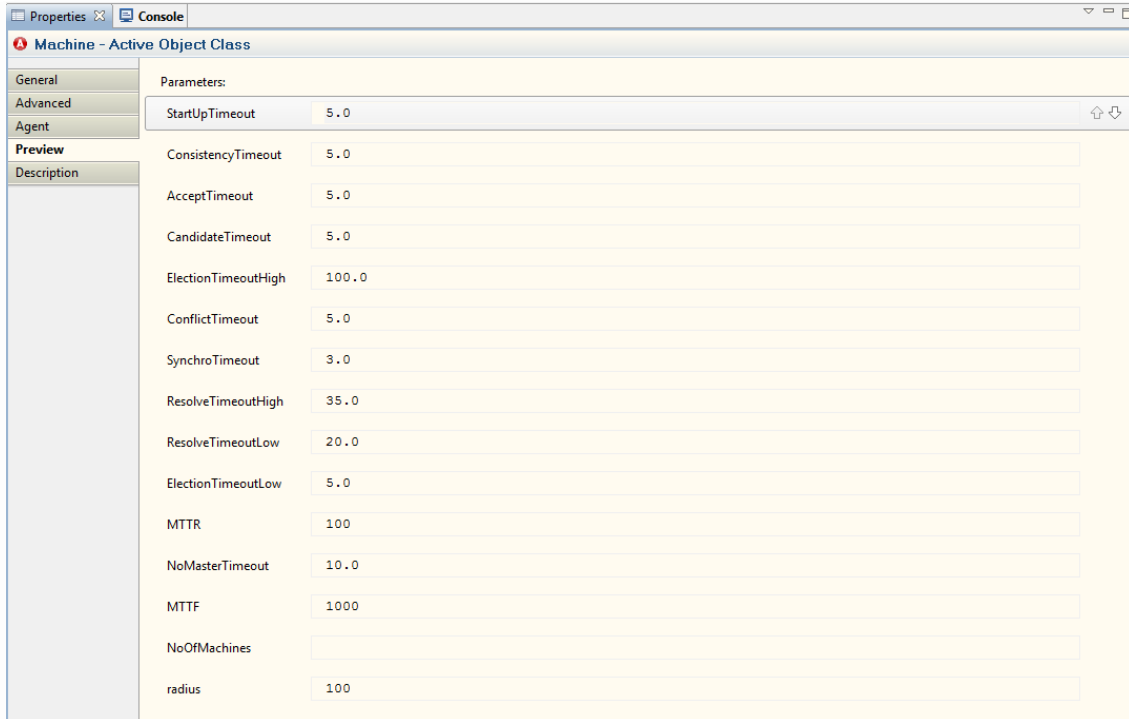 Properties Console
Machine - Active Object Class
General
Advanced
Agent
Preview
Description
Parameters:
StartUpTimeout 5.0
ConsistencyTimeout 5.0
AcceptTimeout 5.0
CandidateTimeout 5.0
ElectionTimeoutHigh 100.0
ConflictTimeout 5.0
SynchroTimeout 3.0
ResolveTimeoutHigh 35.0
ResolveTimeoutLow 20.0
ElectionTimeoutLow 5.0
MTTR 100
NoMasterTimeout 10.0
MTTF 1000
NoOfMachines
radius 100